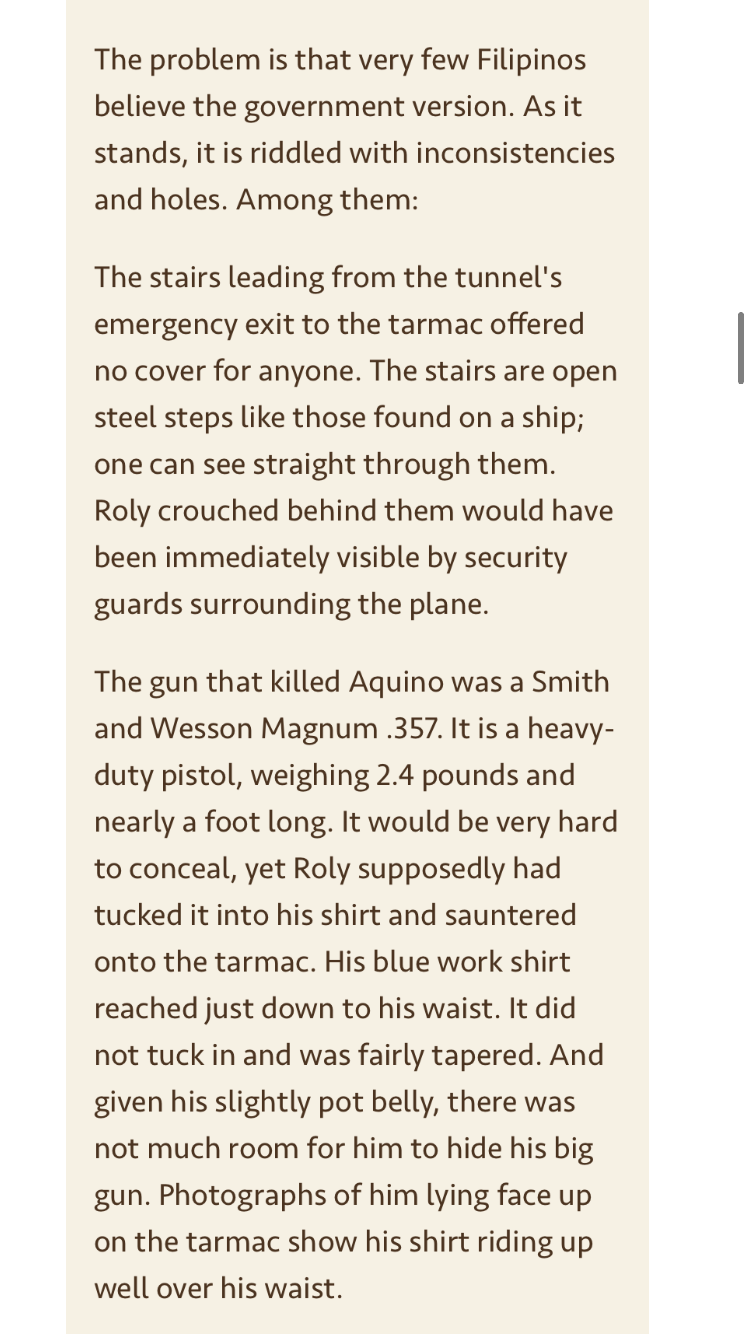 The problem is that very few Filipinos
believe the government version. As it
stands, it is riddled with inconsistencies
and holes. Among them:
The stairs leading from the tunnel's
emergency exit to the tarmac offered
no cover for anyone. The stairs are open
steel steps like those found on a ship;
one can see straight through them.
Roly crouched behind them would have
been immediately visible by security
guards surrounding the plane.
The gun that killed Aquino was a Smith
and Wesson Magnum .357. It is a heavy-
duty pistol, weighing 2.4 pounds and
nearly a foot long. It would be very hard
to conceal, yet Roly supposedly had
tucked it into his shirt and sauntered
onto the tarmac. His blue work shirt
reached just down to his waist. It did
not tuck in and was fairly tapered. And
given his slightly pot belly, there was
not much room for him to hide his big
gun. Photographs of him lying face up
on the tarmac show his shirt riding up
well over his waist.